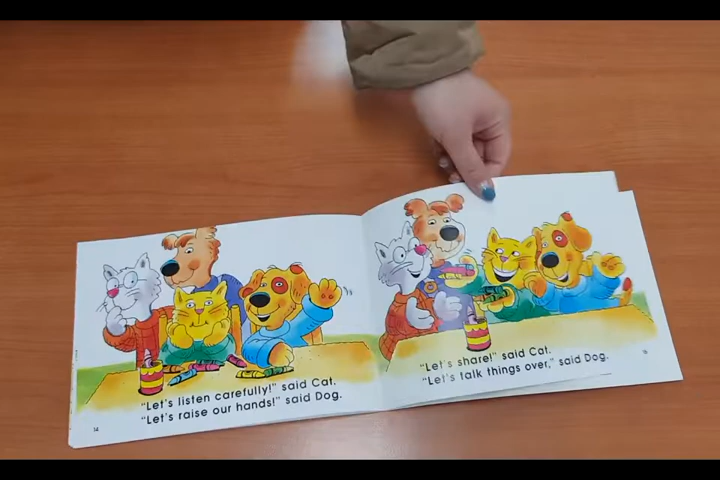 "Let's listen carefully!" said Cat.
"Let's raise our hands!" said Dog.
14
"Let's share!" said Cat.
"Let's talk things over," said Dog.